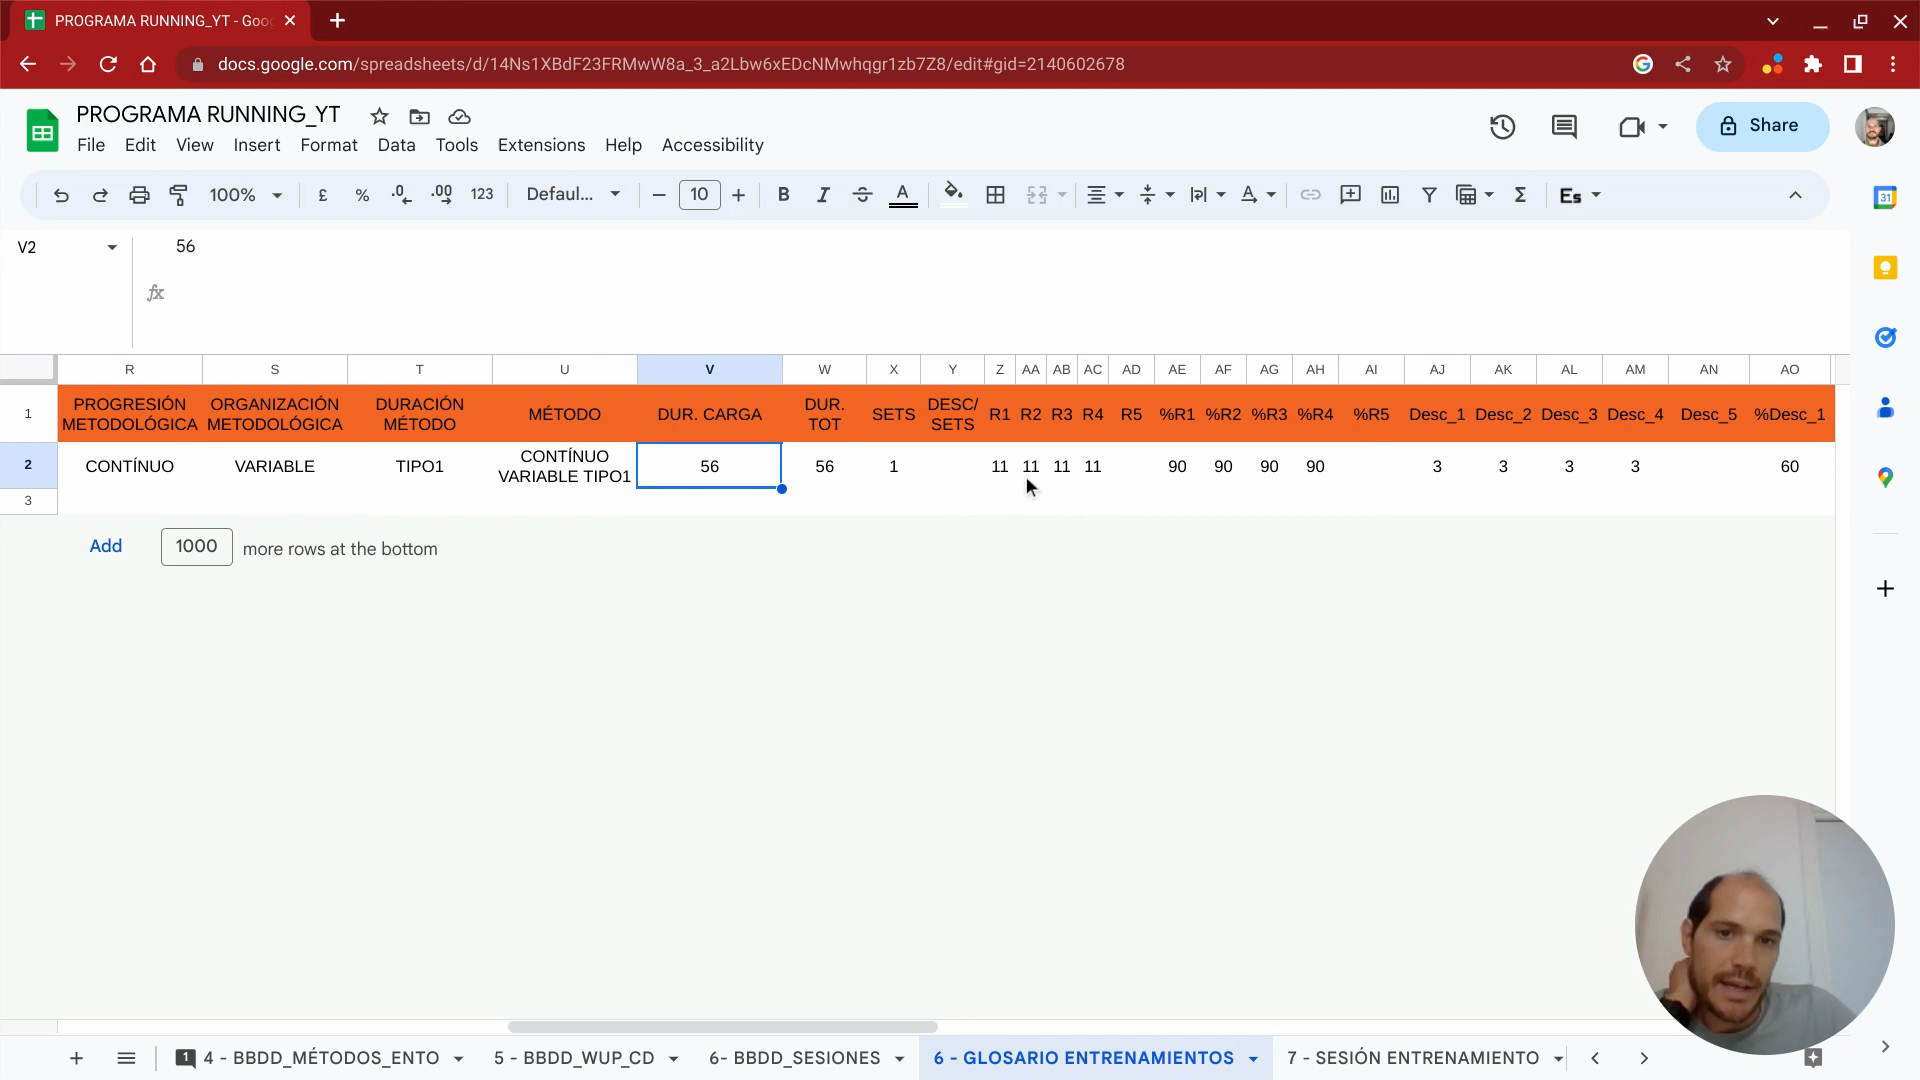 PROGRAMA RUNNING_YT - Goo
docs.google.com/spreadsheets/d/14Ns1XBdF23FRMwW8a_3_a2Lbw6xEDcNMwhqgr1zb7Z8/edit#gid=2140602678
PROGRAMA RUNNING_YT
File Edit View Insert Format Data Tools Extensions Help Accessibility
Share
100% £ % .0 .00 123 Defaul... 10 B I A Σ Es
31
V2 56
fx
R S T U V W X Y Z AA AB AC AD AE AF AG AH AI AJ AK AL AM AN AO
1 PROGRESIÓN METODOLÓGICA ORGANIZACIÓN METODOLÓGICA DURACIÓN MÉTODO MÉTODO DUR. CARGA DUR. TOT SETS DESC/ SETS R1 R2 R3 R4 R5 %R1 %R2 %R3 %R4 %R5 Desc_1 Desc_2 Desc_3 Desc_4 Desc_5 %Desc_1
2 CONTÍNUO VARIABLE TIPO1 CONTÍNUO VARIABLE TIPO1 56 56 1 11 11 11 11 90 90 90 90 3 3 3 3 60
3
Add 1000 more rows at the bottom
1 4 - BBDD_MÉTODOS_ENTO 5 - BBDD_WUP_CD 6- BBDD_SESIONES 6 - GLOSARIO ENTRENAMIENTOS 7 - SESIÓN ENTRENAMIENTO